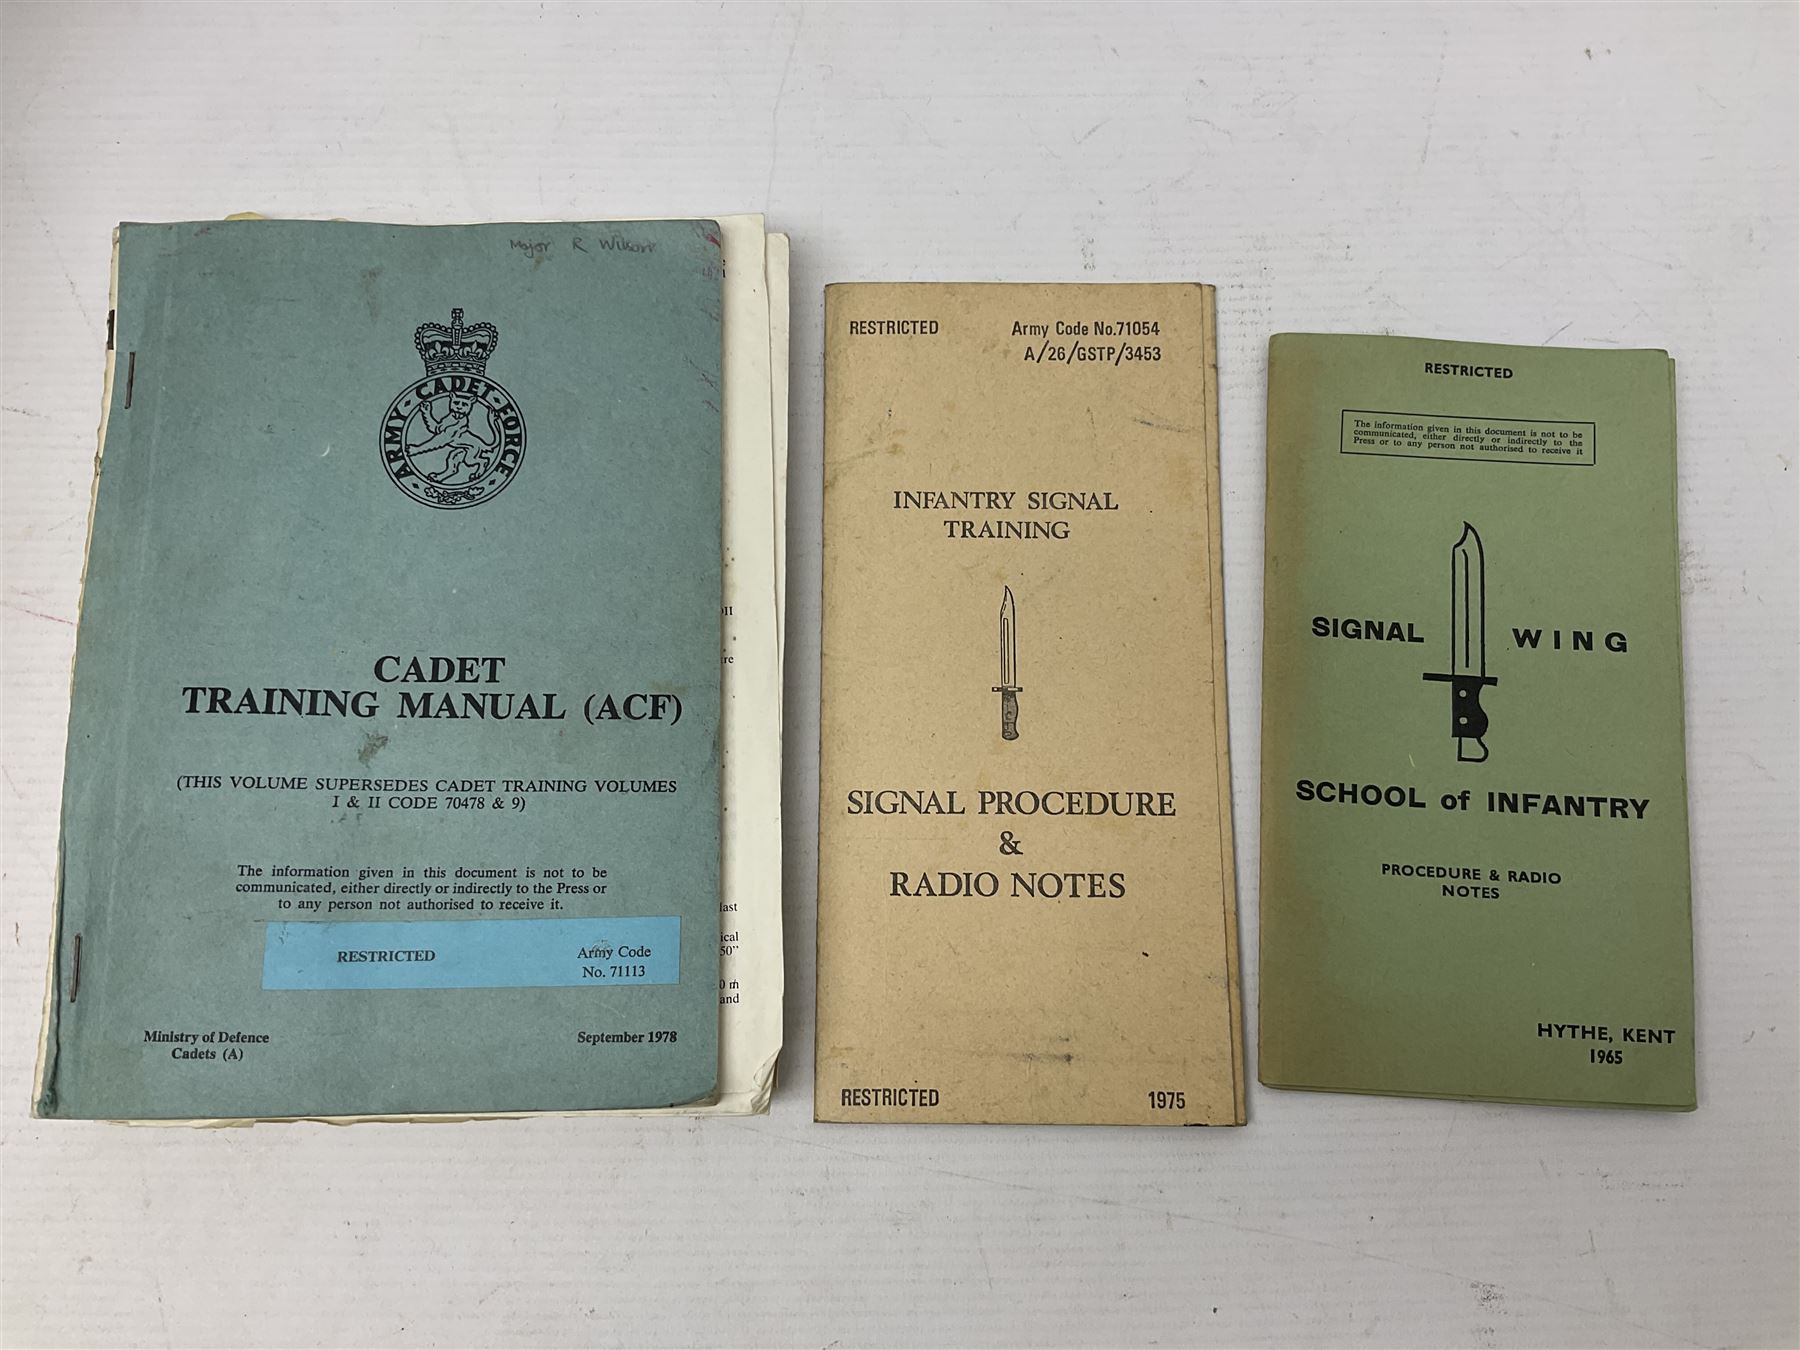 Major R Wilson
ARMY CADET FORCE
CADET
TRAINING MANUAL (ACF)
(THIS VOLUME SUPERSEDES CADET TRAINING VOLUMES
I & II CODE 70478 & 9)
The information given in this document is not to be
communicated, either directly or indirectly to the Press or
to any person not authorised to receive it.
RESTRICTED
Army Code
No. 71113
Ministry of Defence
Cadets (A)
September 1978
last
ical
50"
0 m
and
RESTRICTED
Army Code No.71054
A/26/GSTP/3453
INFANTRY SIGNAL
TRAINING
SIGNAL PROCEDURE
&
RADIO NOTES
RESTRICTED
1975
RESTRICTED
The information given in this document is not to be
communicated, either directly or indirectly to the
Press or to any person not authorised to receive it
SIGNAL WING
SCHOOL of INFANTRY
PROCEDURE & RADIO
NOTES
HYTHE, KENT
1965